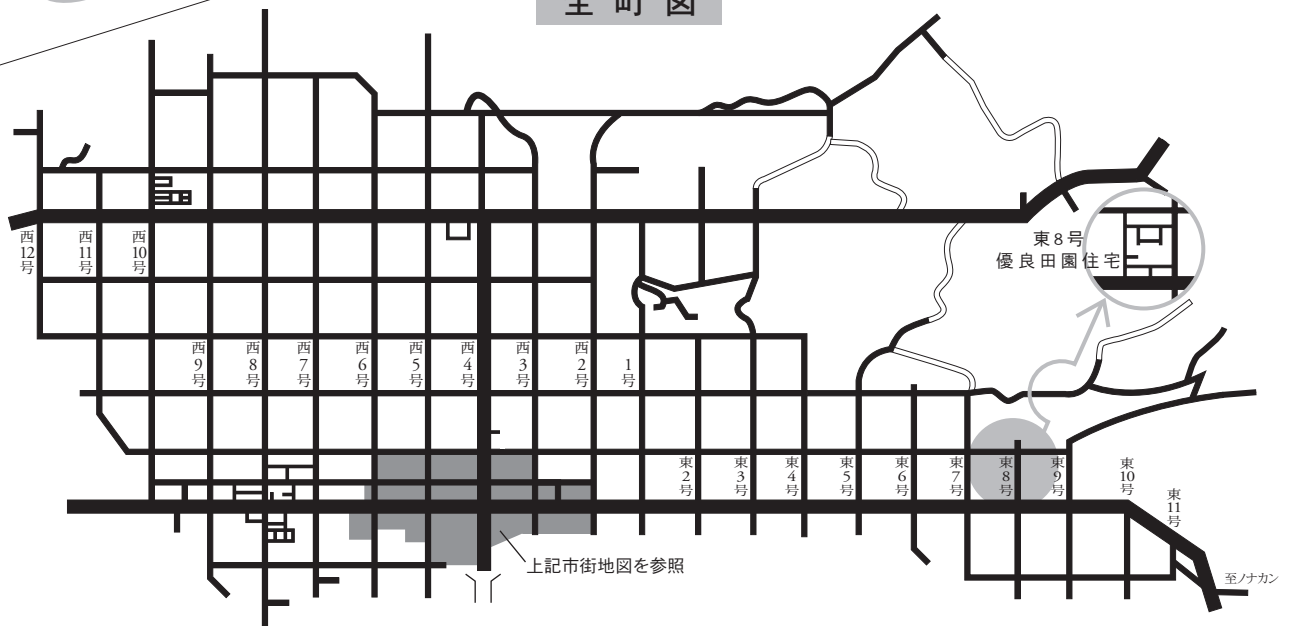 全町図
西12号
西11号
西10号
東8号
優良田園住宅
西9号
西8号
西7号
西6号
西5号
西4号
西3号
西2号
1号
東2号
東3号
東4号
東5号
東6号
東7号
東8号
東9号
東10号
東11号
上記市街地図を参照
至ノナカン